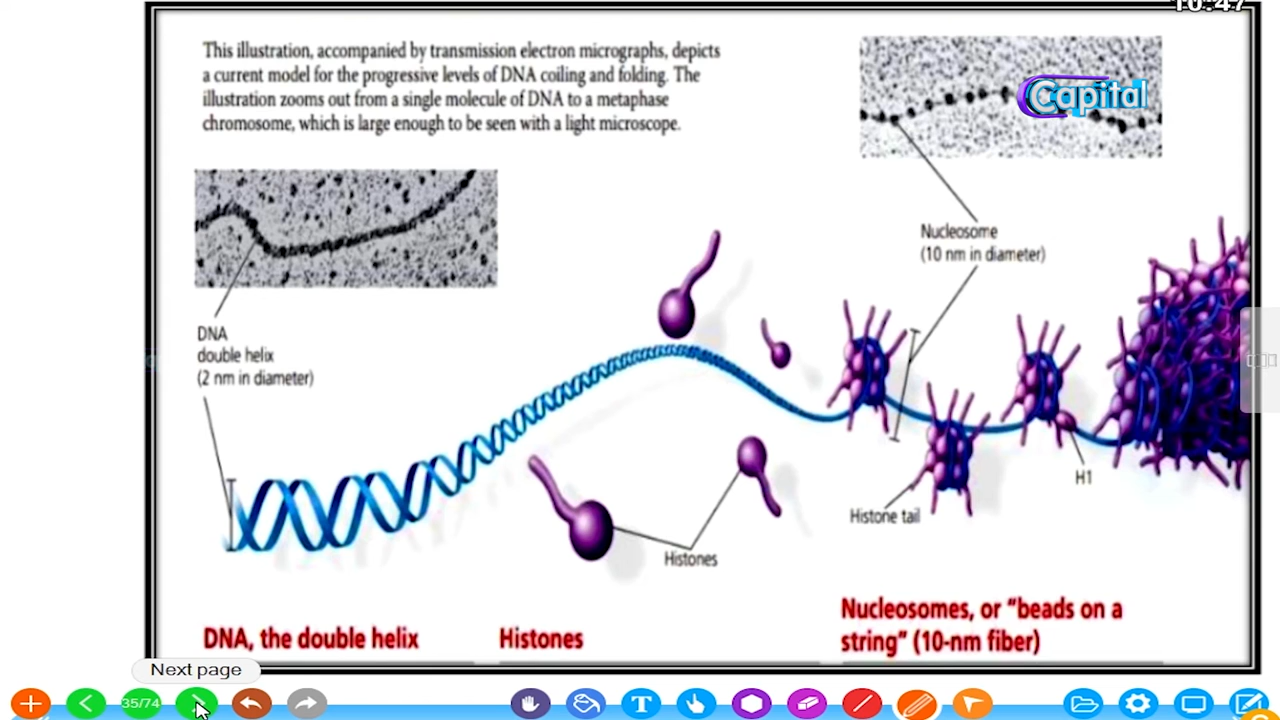 10:47
This illustration, accompanied by transmission electron micrographs, depicts
a current model for the progressive levels of DNA coiling and folding. The
illustration zooms out from a single molecule of DNA to a metaphase
chromosome, which is large enough to be seen with a light microscope.
Capital
Nucleosome
(10 nm in diameter)
DNA
double helix
(2 nm in diameter)
H1
Histone tail
Histones
DNA, the double helix
Histones
Nucleosomes, or “beads on a
string” (10-nm fiber)
Next page
35/74
T